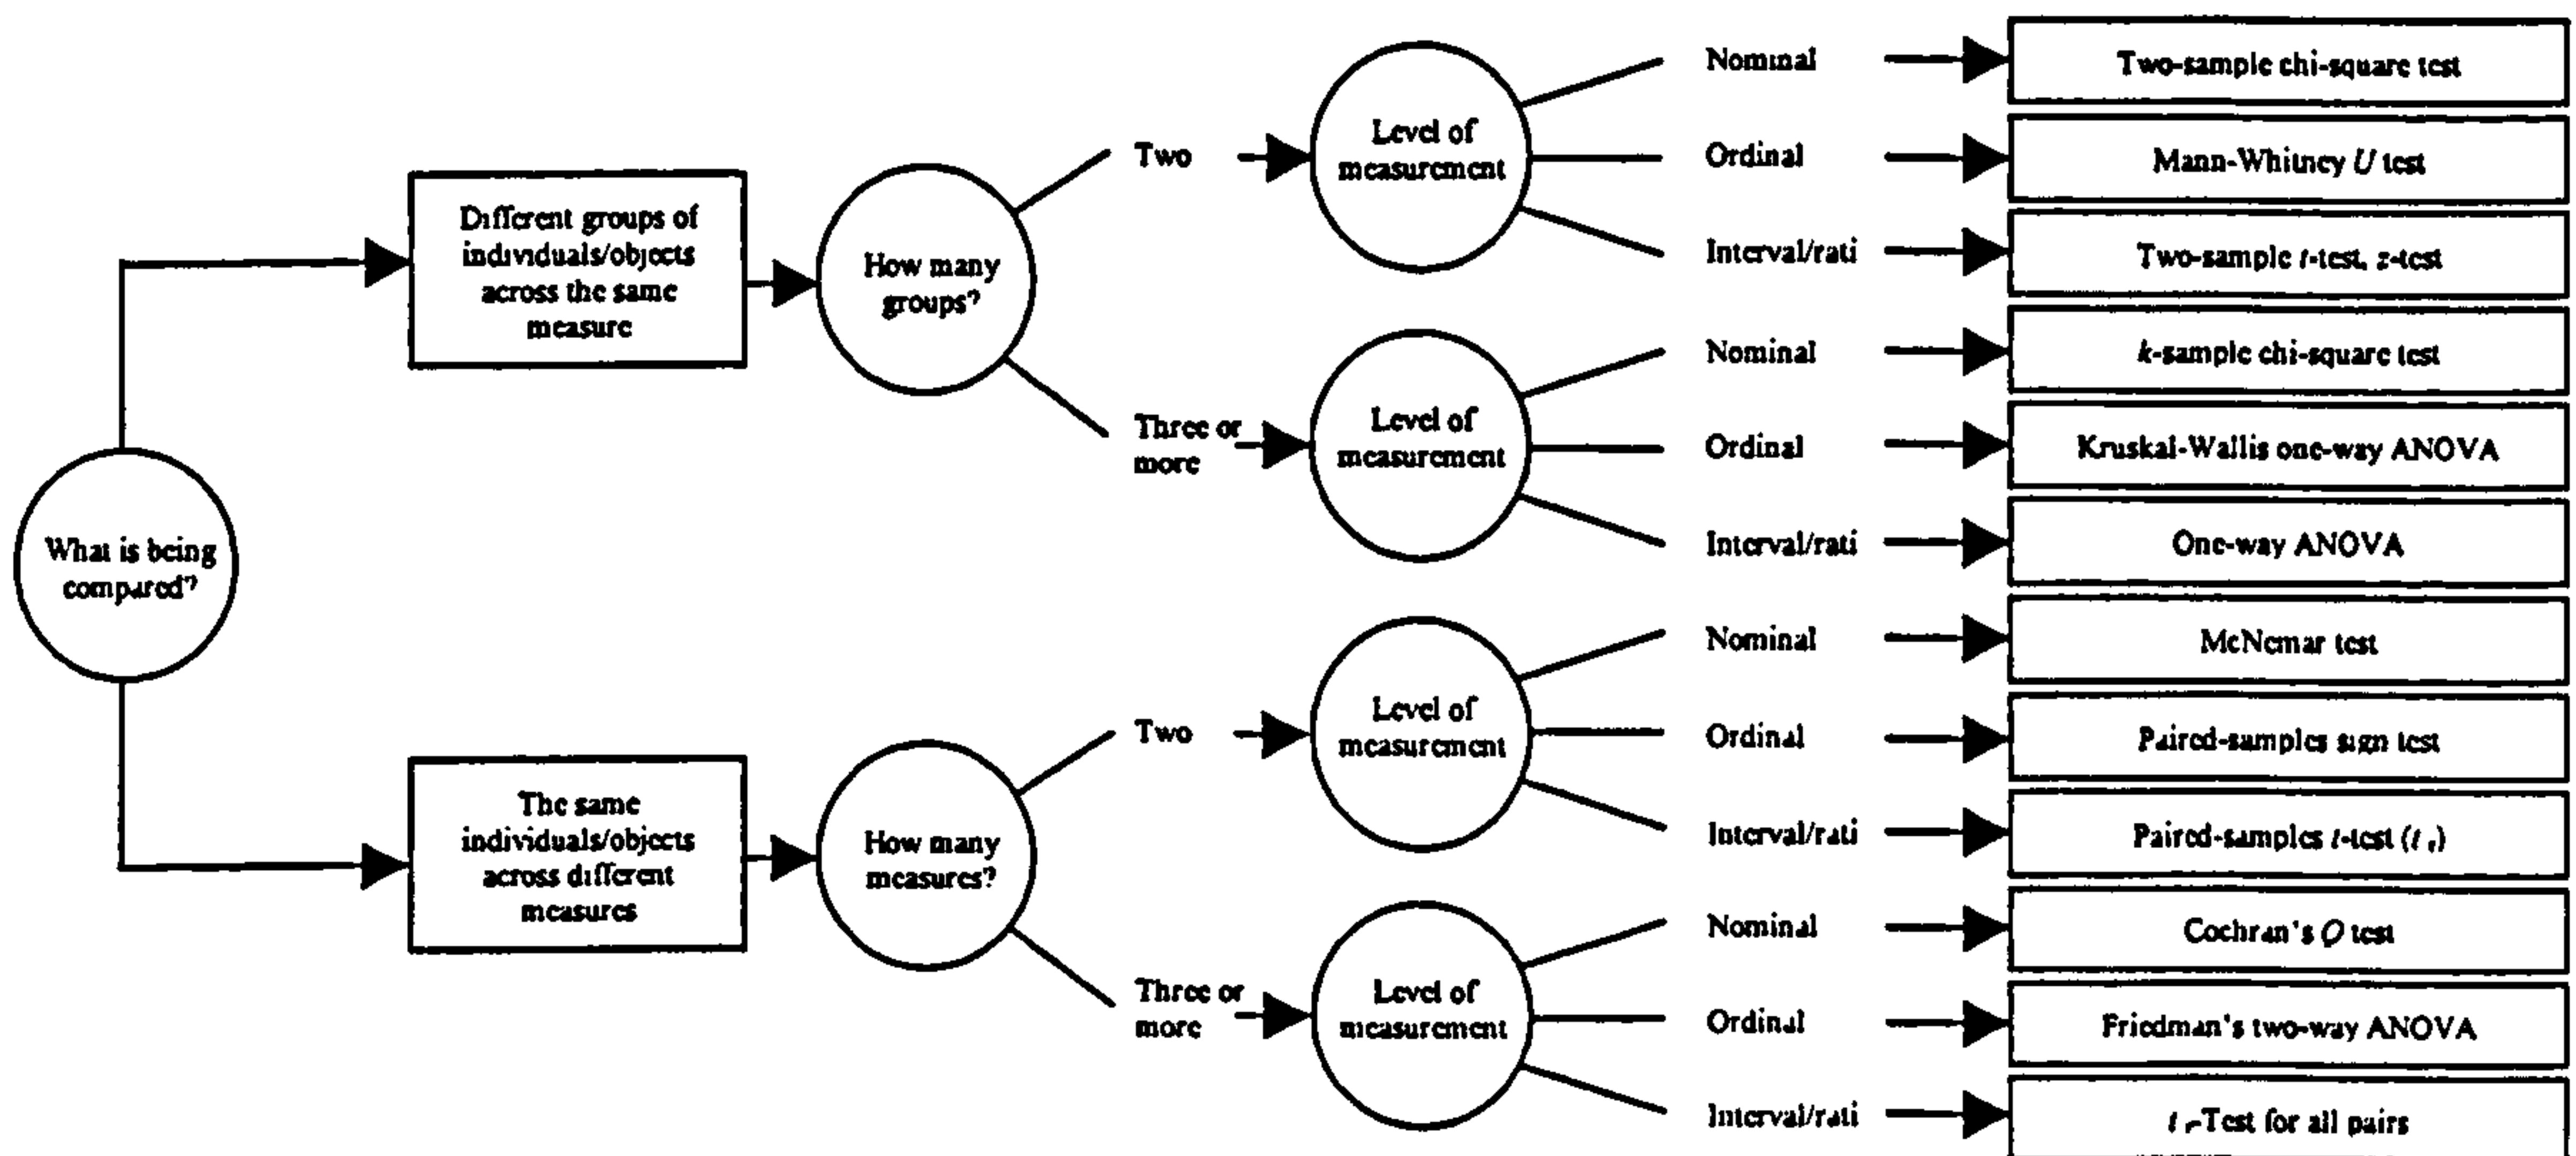 What is being
compared?
Different groups of
individuals/objects
across the same
measure
How many
groups?
Two
Level of
measurement
Nominal
Two-sample chi-square test
Ordinal
Mann-Whitney U test
Interval/rati
Two-sample t-test, z-test
Three or
more
Level of
measurement
Nominal
k-sample chi-square test
Ordinal
Kruskal-Wallis one-way ANOVA
Interval/rati
One-way ANOVA
The same
individuals/objects
across different
measures
How many
measures?
Two
Level of
measurement
Nominal
McNemar test
Ordinal
Paired-samples sign test
Interval/rati
Paired-samples t-test
Three or
more
Level of
measurement
Nominal
Cochran's Q test
Ordinal
Friedman's two-way ANOVA
Interval/rati
-Test for all pairs